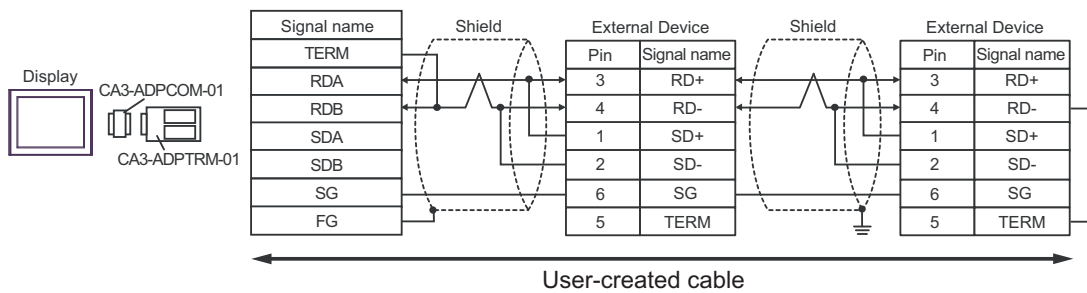 Display
CA3-ADPCOM-01
CA3-ADPTRM-01
Signal name
TERM
RDA
RDB
SDA
SDB
SG
FG
Shield
External Device
Pin Signal name
3 RD+
4 RD-
1 SD+
2 SD-
6 SG
5 TERM
Shield
External Device
Pin Signal name
3 RD+
4 RD-
1 SD+
2 SD-
6 SG
5 TERM
User-created cable